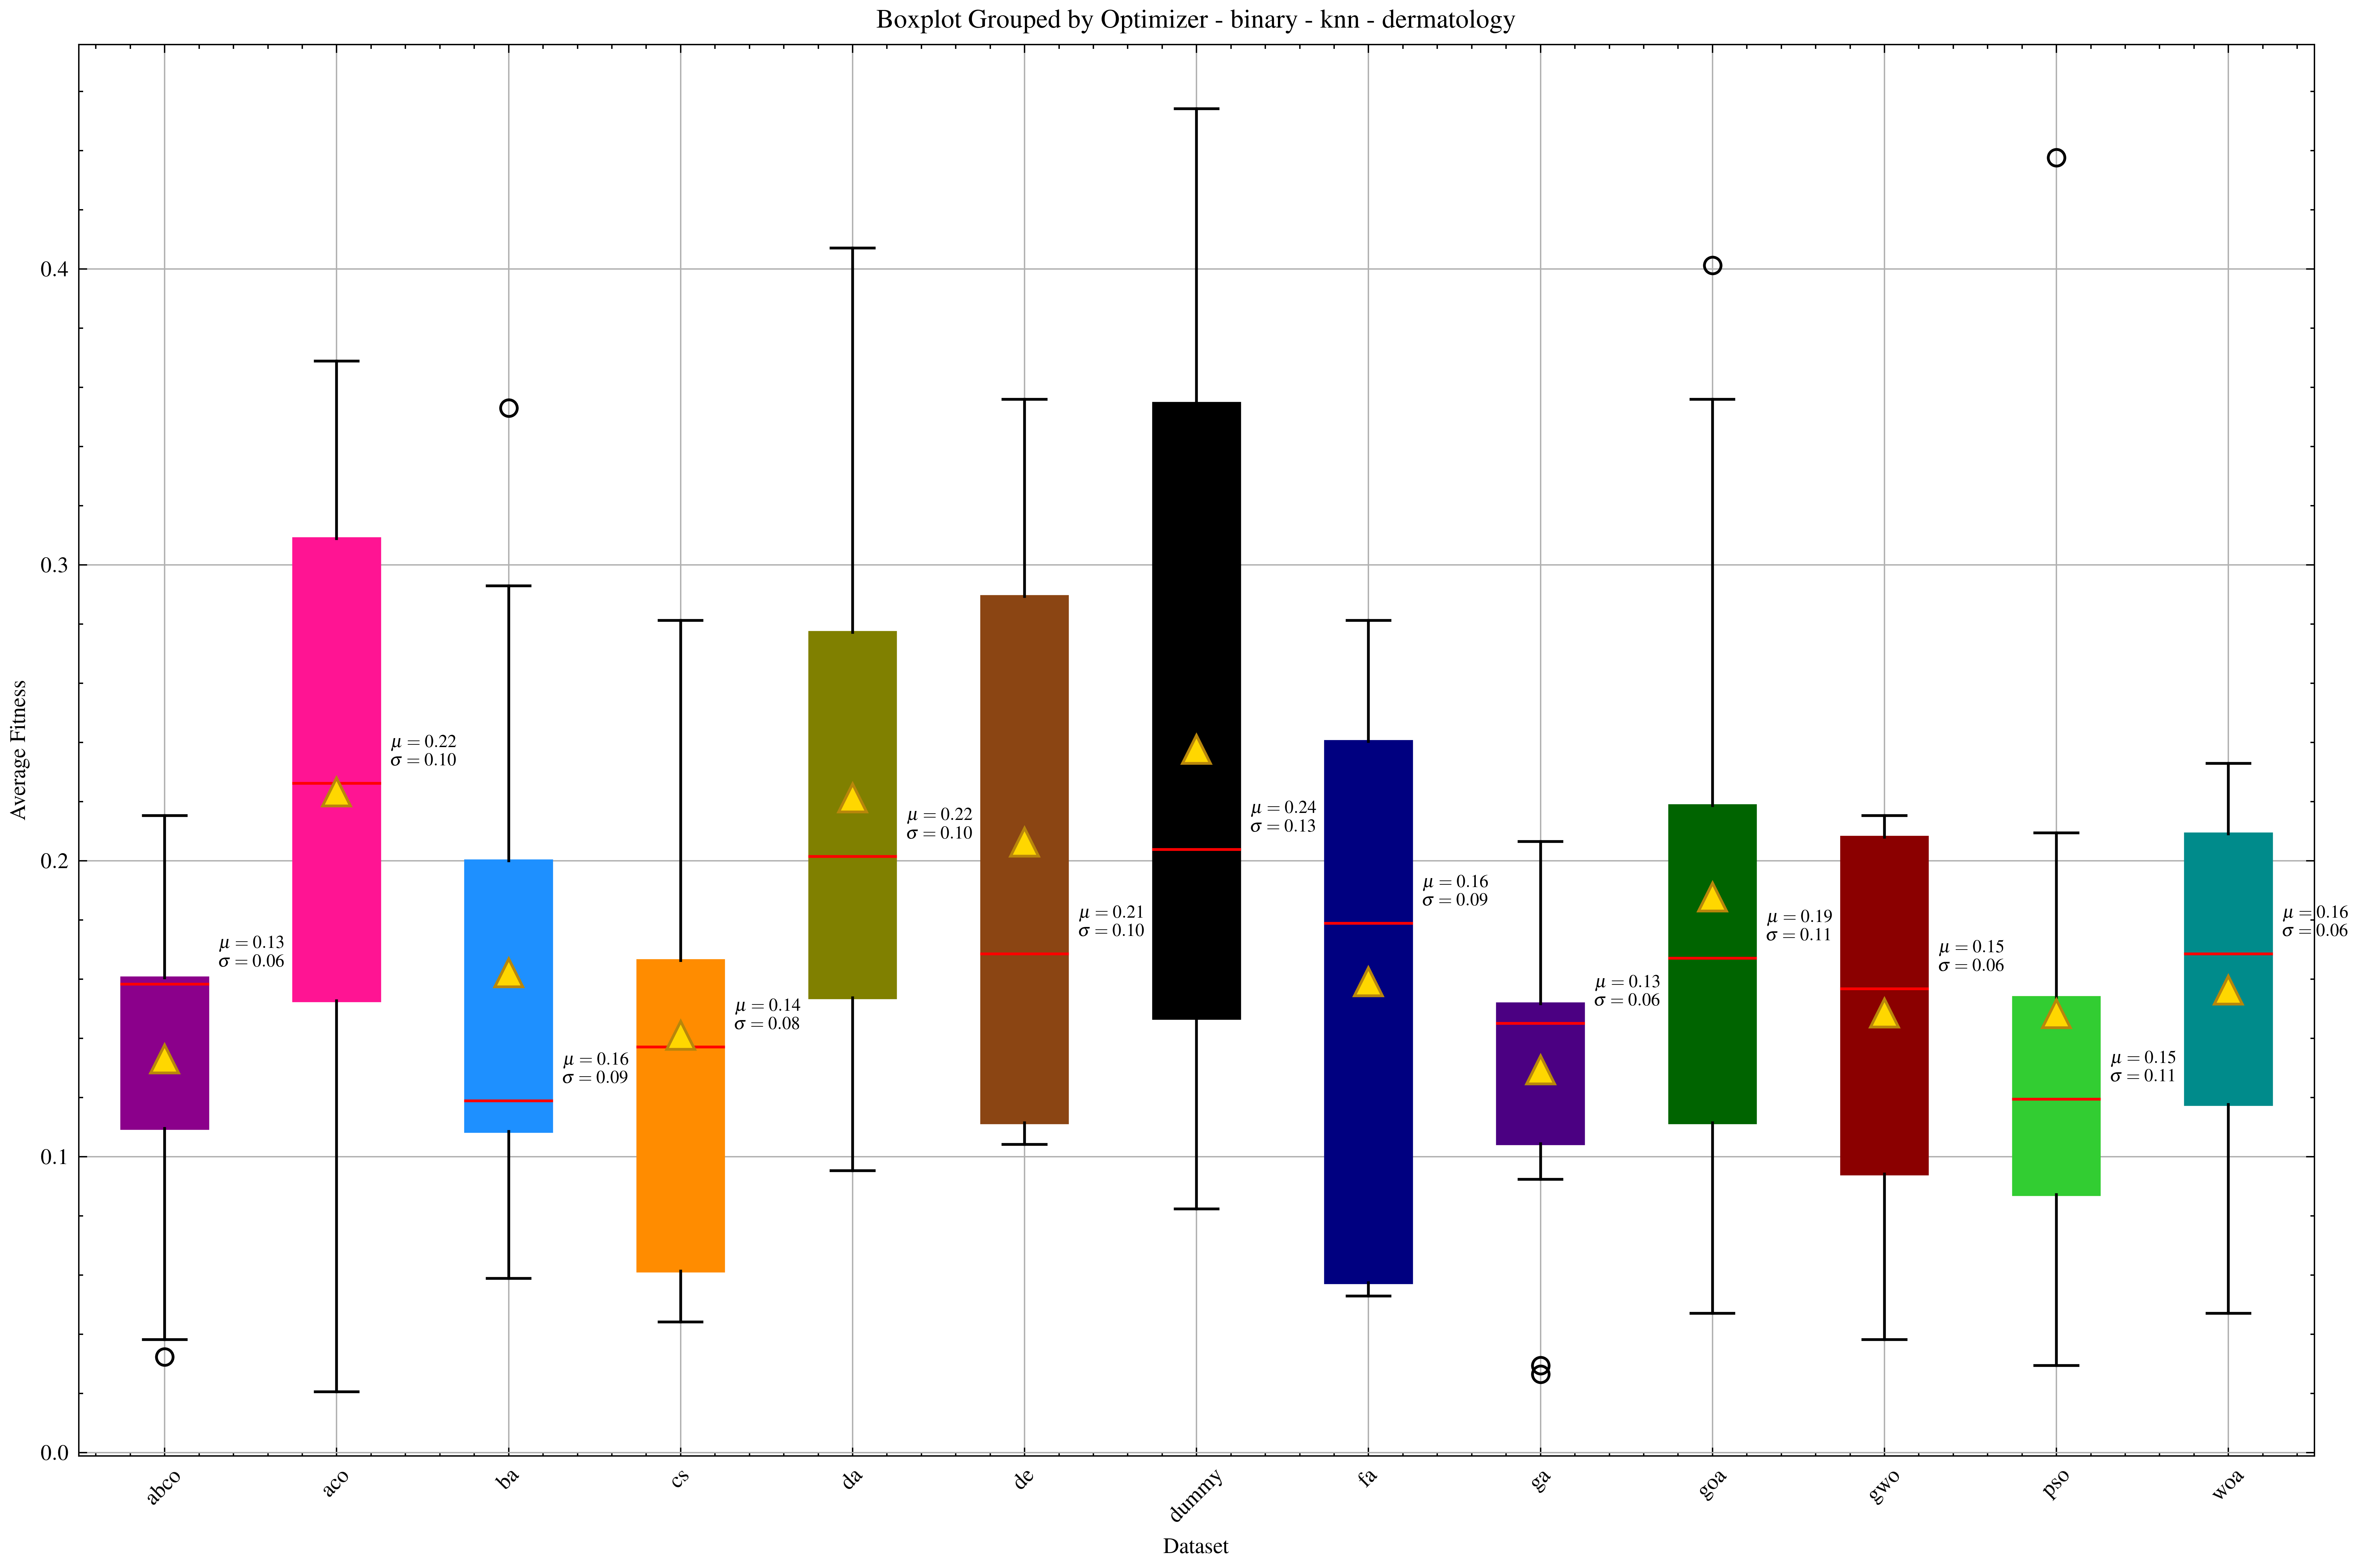 Boxplot Grouped by Optimizer - binary - knn - dermatology
Average Fitness
0.4
0.3
0.2
0.1
0.0
μ = 0.13
σ = 0.06
μ = 0.22
σ = 0.10
μ = 0.16
σ = 0.09
μ = 0.14
σ = 0.08
μ = 0.22
σ = 0.10
μ = 0.21
σ = 0.10
μ = 0.24
σ = 0.13
μ = 0.16
σ = 0.09
μ = 0.13
σ = 0.06
μ = 0.19
σ = 0.11
μ = 0.15
σ = 0.06
μ = 0.15
σ = 0.11
μ = 0.16
σ = 0.06
abco
aco
ba
cs
da
de
dummy
fa
ga
goa
gwo
pso
woa
Dataset